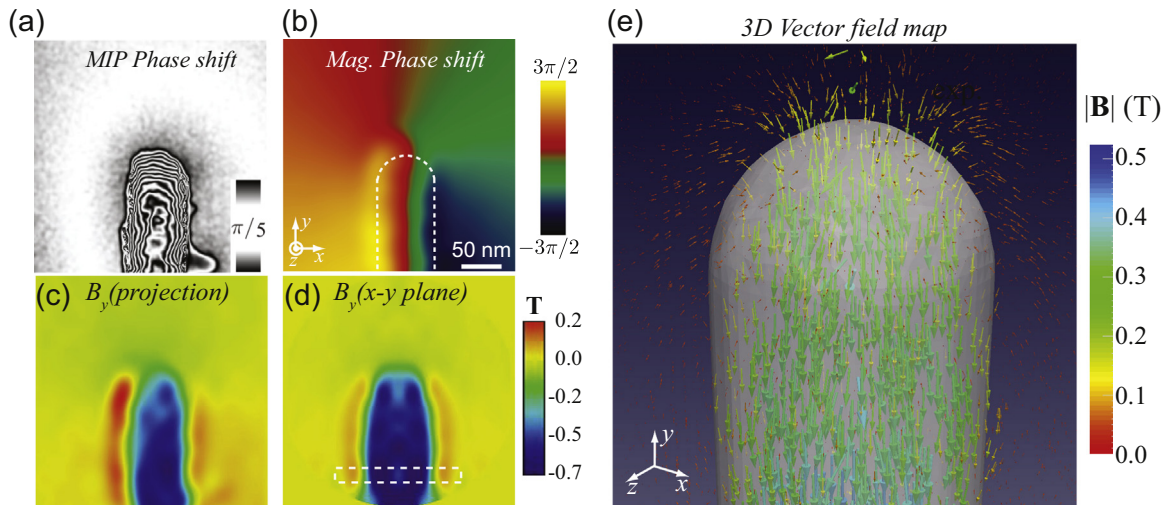 (a)
MIP Phase shift
π/5
(b)
Mag. Phase shift
3π/2
−3π/2
y
z
x
50 nm
(c)
B_y(projection)
(d)
B_y(x-y plane)
T
0.2
0.0
-0.2
-0.5
-0.7
(e)
3D Vector field map
y
z
x
|B| (T)
0.5
0.4
0.3
0.2
0.1
0.0